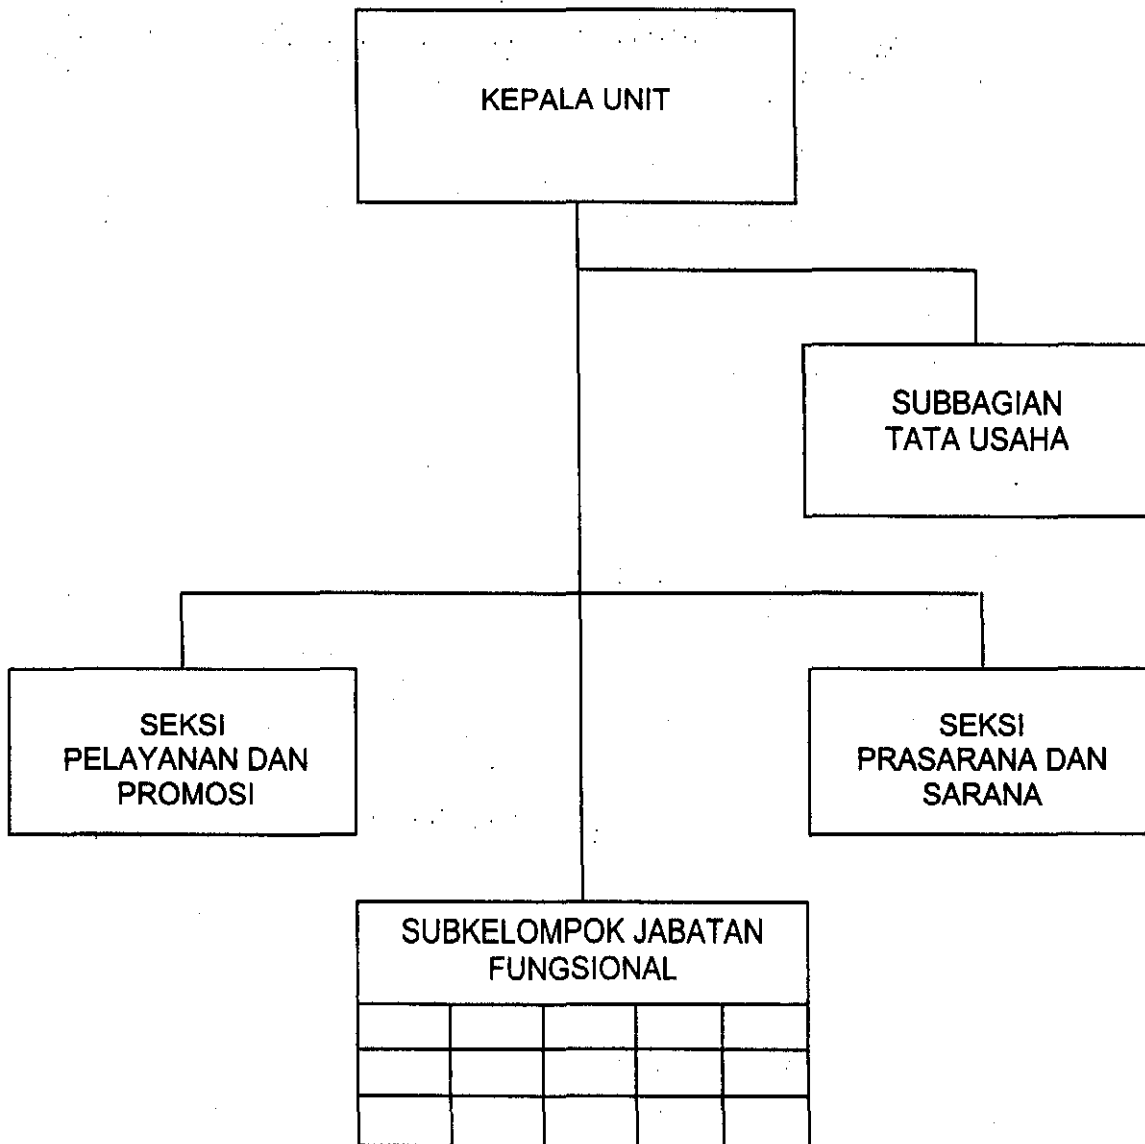 KEPALA UNIT
SUBBAGIAN
TATA USAHA
SEKSI
PELAYANAN DAN
PROMOSI
SEKSI
PRASARANA DAN
SARANA
SUBKELOMPOK JABATAN
FUNGSIONAL